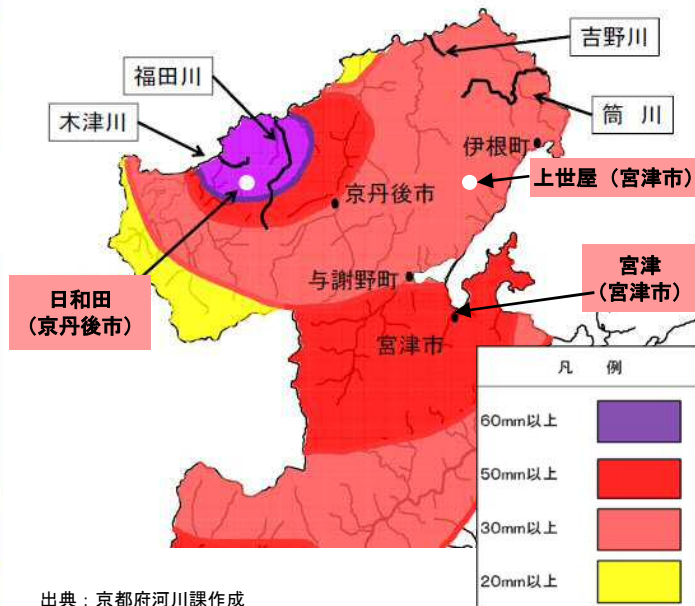 吉野川
福田川
木津川
筒　川
伊根町
上世屋（宮津市）
京丹後市
日和田
（京丹後市）
与謝野町
宮津
（宮津市）
宮津市
凡　例
60mm以上
50mm以上
30mm以上
20mm以上
出典：京都府河川課作成